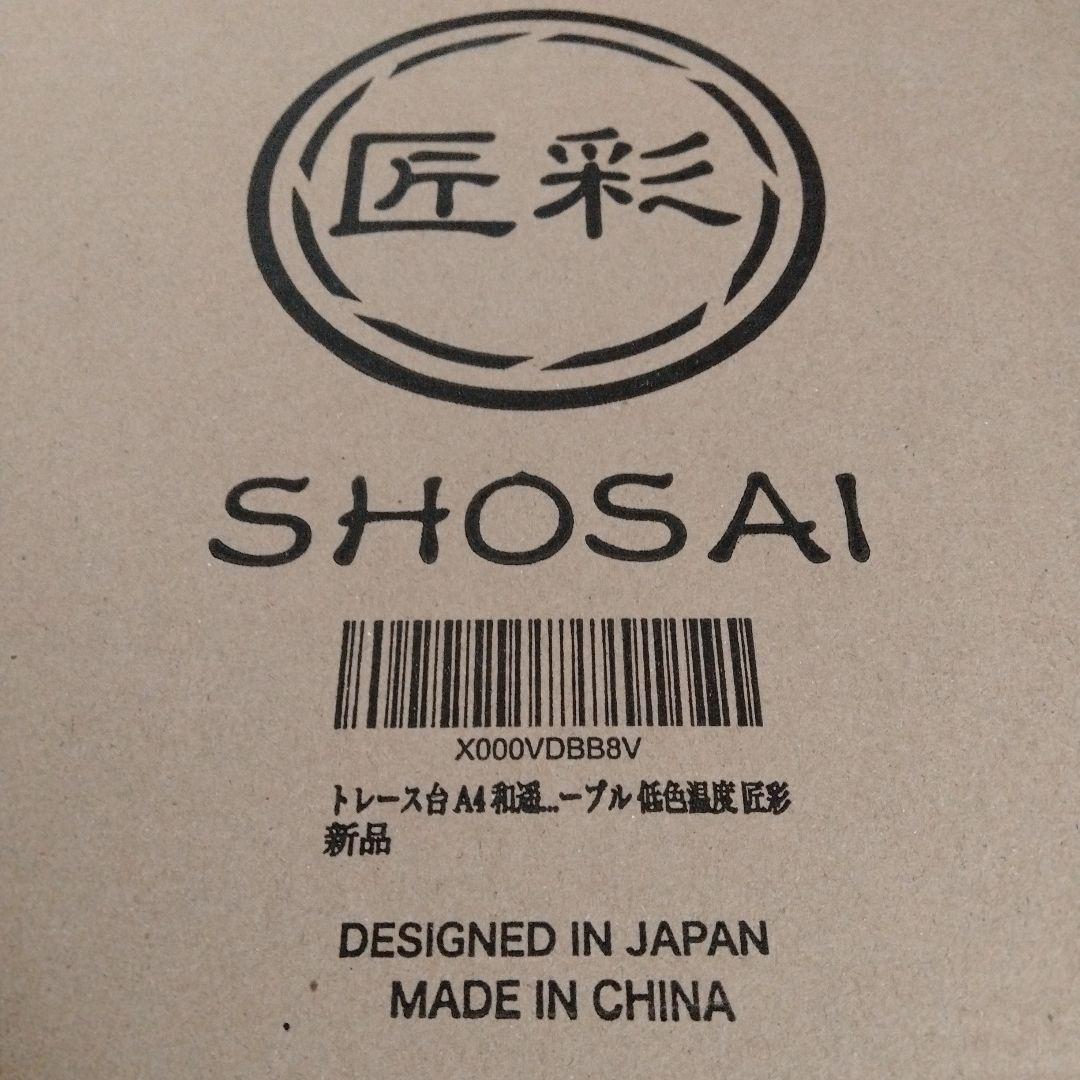 匠彩
SHOSAI
X000VDBB8V
トレース台 A4 和遥...ーブル 低色温度 匠彩
新品
DESIGNED IN JAPAN
MADE IN CHINA